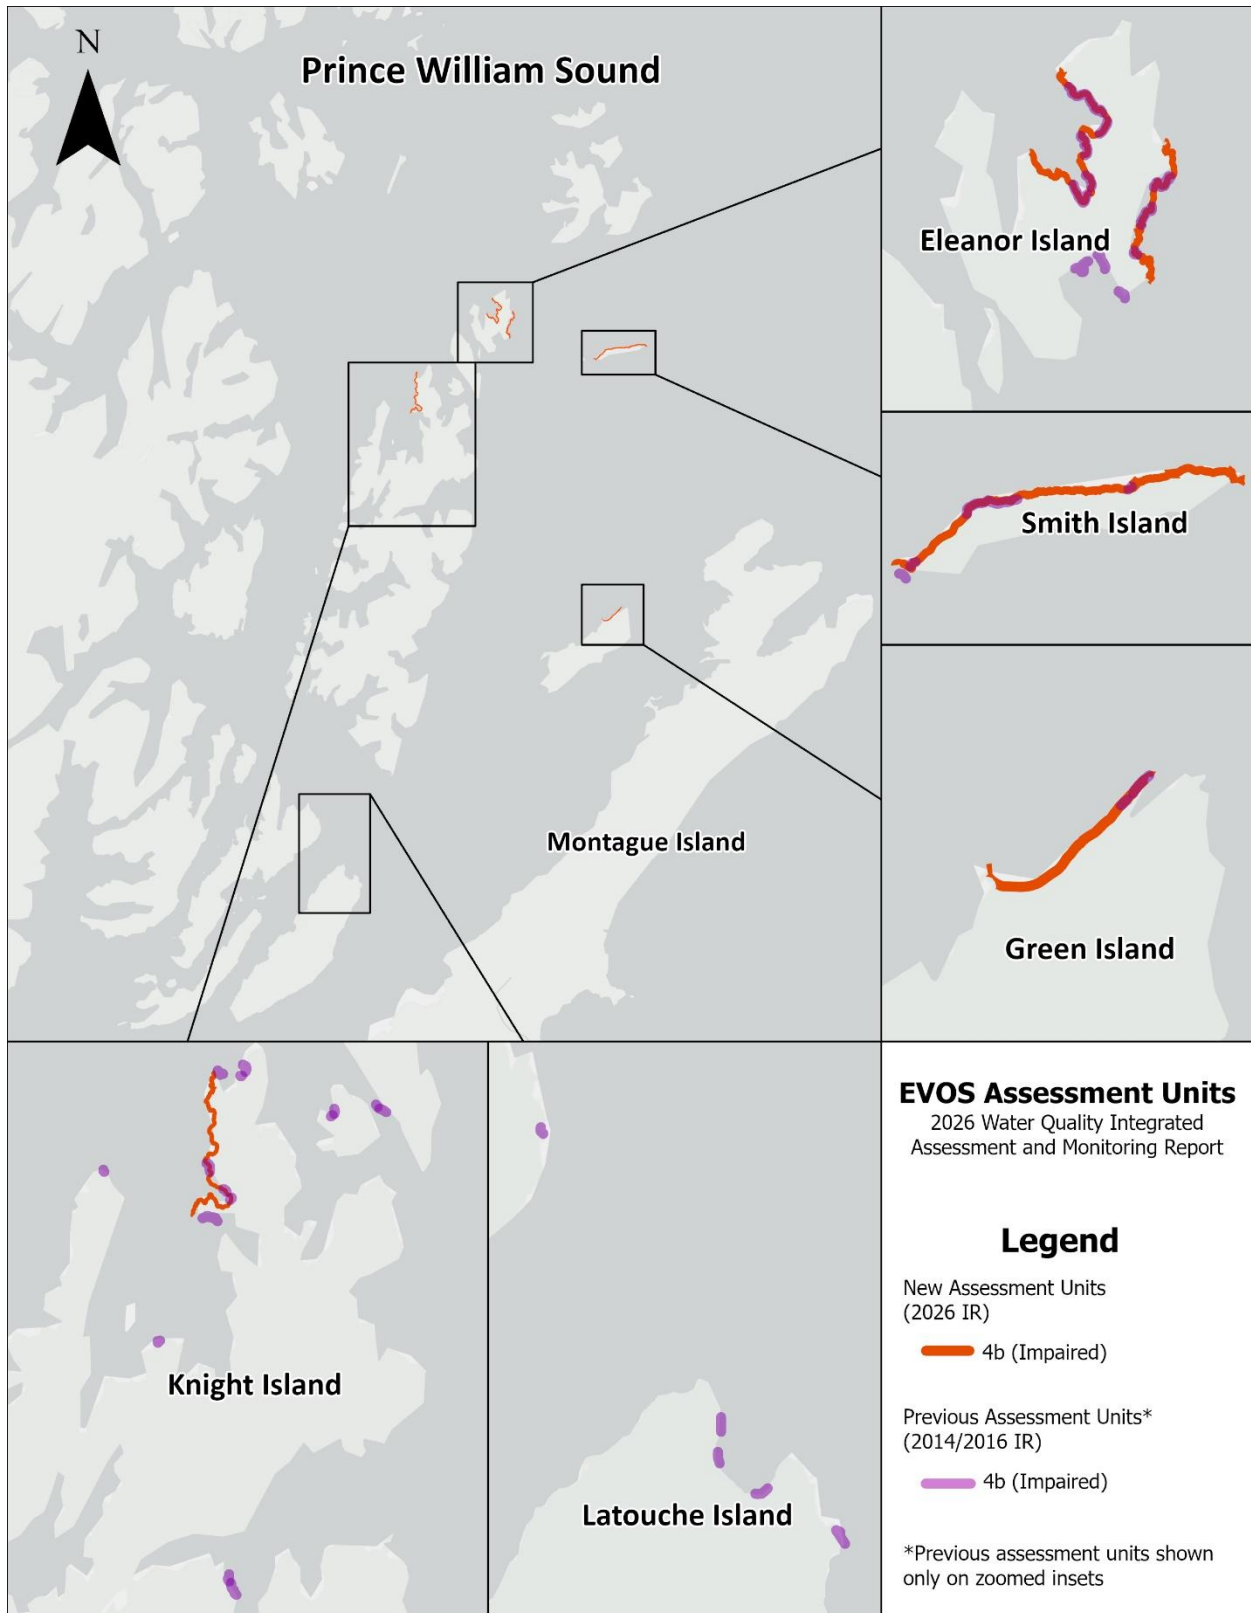 N
Prince William Sound
Eleanor Island
Smith Island
Green Island
Montague Island
Knight Island
Latouche Island
EVOS Assessment Units
2026 Water Quality Integrated
Assessment and Monitoring Report
Legend
New Assessment Units
(2026 IR)
4b (Impaired)
Previous Assessment Units*
(2014/2016 IR)
4b (Impaired)
*Previous assessment units shown
only on zoomed insets